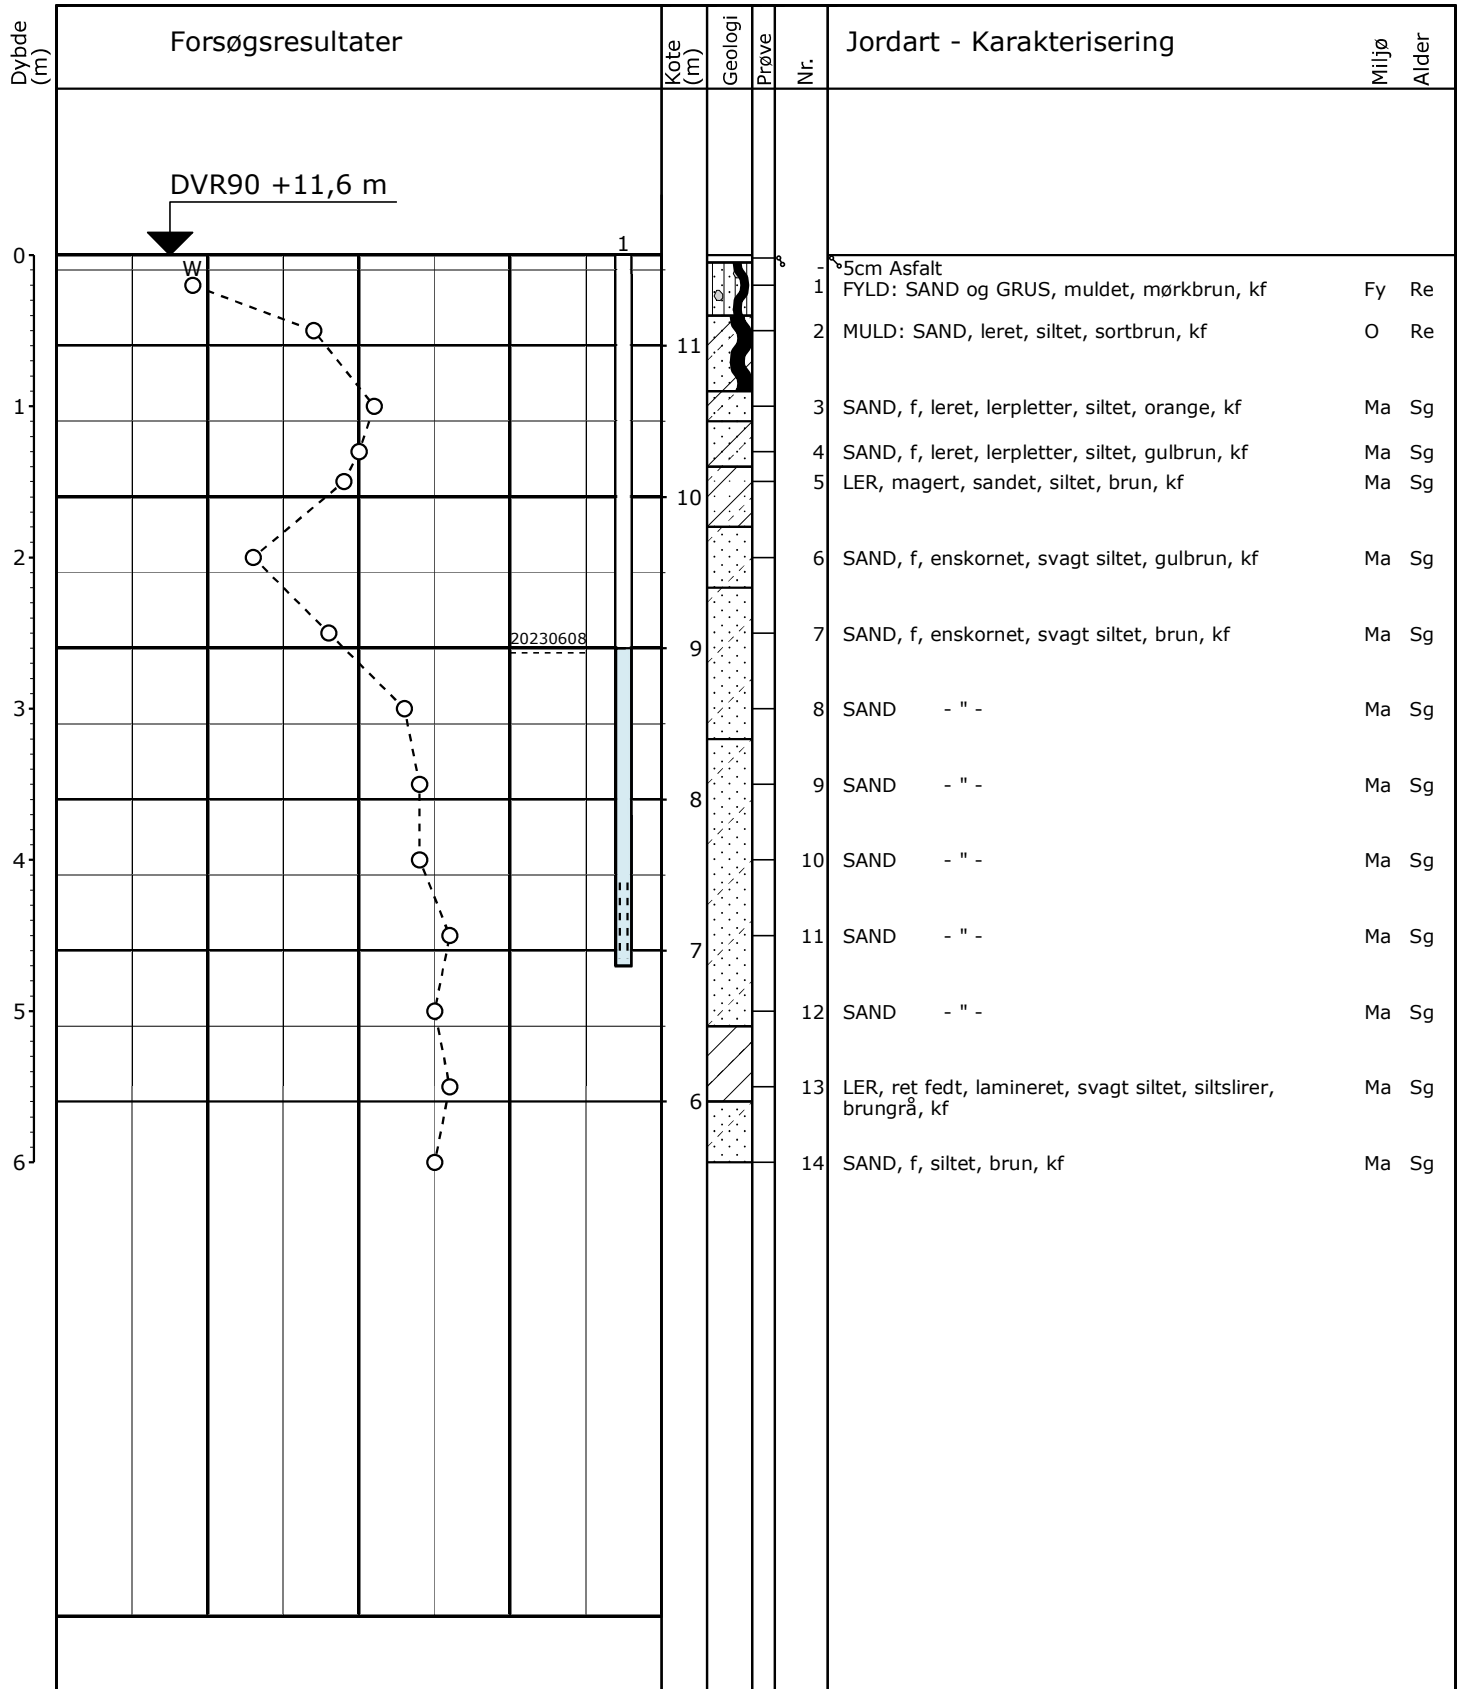 Dybde (m)
Forsøgsresultater
Kote (m)
Geologi
Prøve
Nr.
Jordart - Karakterisering
Miljø
Alder
DVR90 +11,6 m
1
0
W
- 5cm Asfalt
1 FYLD: SAND og GRUS, muldet, mørkbrun, kf Fy Re
2 MULD: SAND, leret, siltet, sortbrun, kf O Re
11
1
3 SAND, f, leret, lerpletter, siltet, orange, kf Ma Sg
4 SAND, f, leret, lerpletter, siltet, gulbrun, kf Ma Sg
5 LER, magert, sandet, siltet, brun, kf Ma Sg
10
2
6 SAND, f, enskornet, svagt siltet, gulbrun, kf Ma Sg
7 SAND, f, enskornet, svagt siltet, brun, kf Ma Sg
20230608
9
3
8 SAND - " - Ma Sg
9 SAND - " - Ma Sg
8
4
10 SAND - " - Ma Sg
11 SAND - " - Ma Sg
7
5
12 SAND - " - Ma Sg
13 LER, ret fedt, lamineret, svagt siltet, siltslirer, Ma Sg
brungrå, kf
6
6
14 SAND, f, siltet, brun, kf Ma Sg